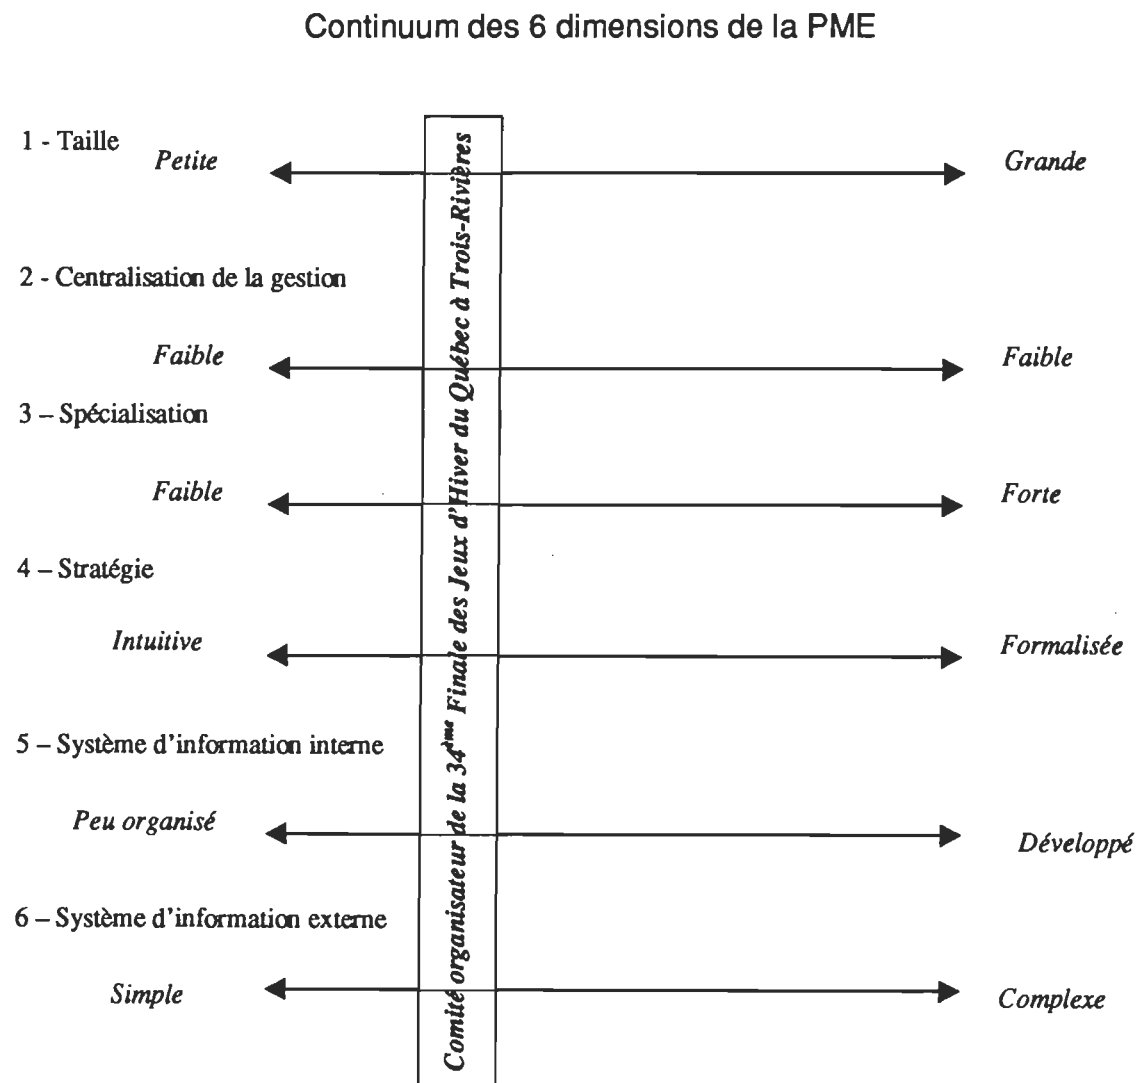 Continuum des 6 dimensions de la PME
1 - Taille
Petite
Grande
2 - Centralisation de la gestion
Faible
Faible
3 – Spécialisation
Faible
Forte
4 – Stratégie
Intuitive
Formalisée
5 – Système d'information interne
Peu organisé
Développé
6 – Système d'information externe
Simple
Complexe
Comité organisateur de la 34ème Finale des Jeux d'Hiver du Québec à Trois-Rivières